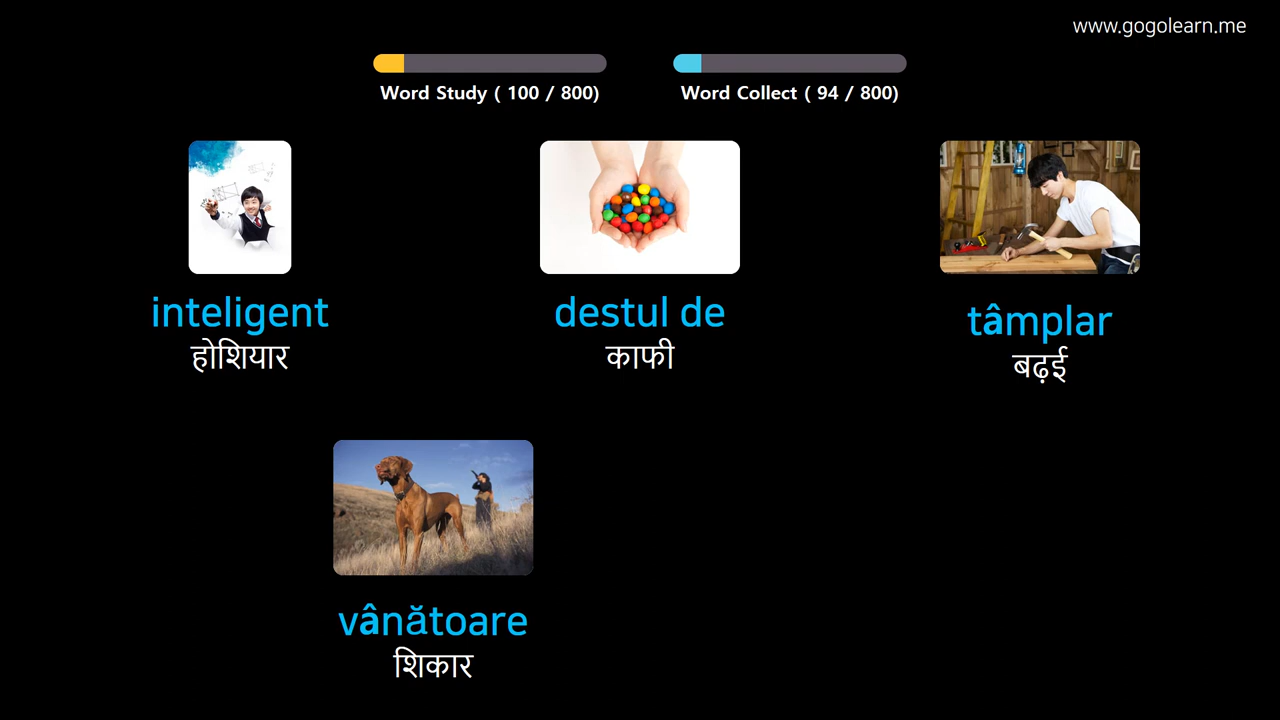 www.gogolearn.me
Word Study ( 100 / 800)
Word Collect ( 94 / 800)
inteligent
होशियार
destul de
काफी
tâmplar
बढ़ई
vânătoare
शिकार